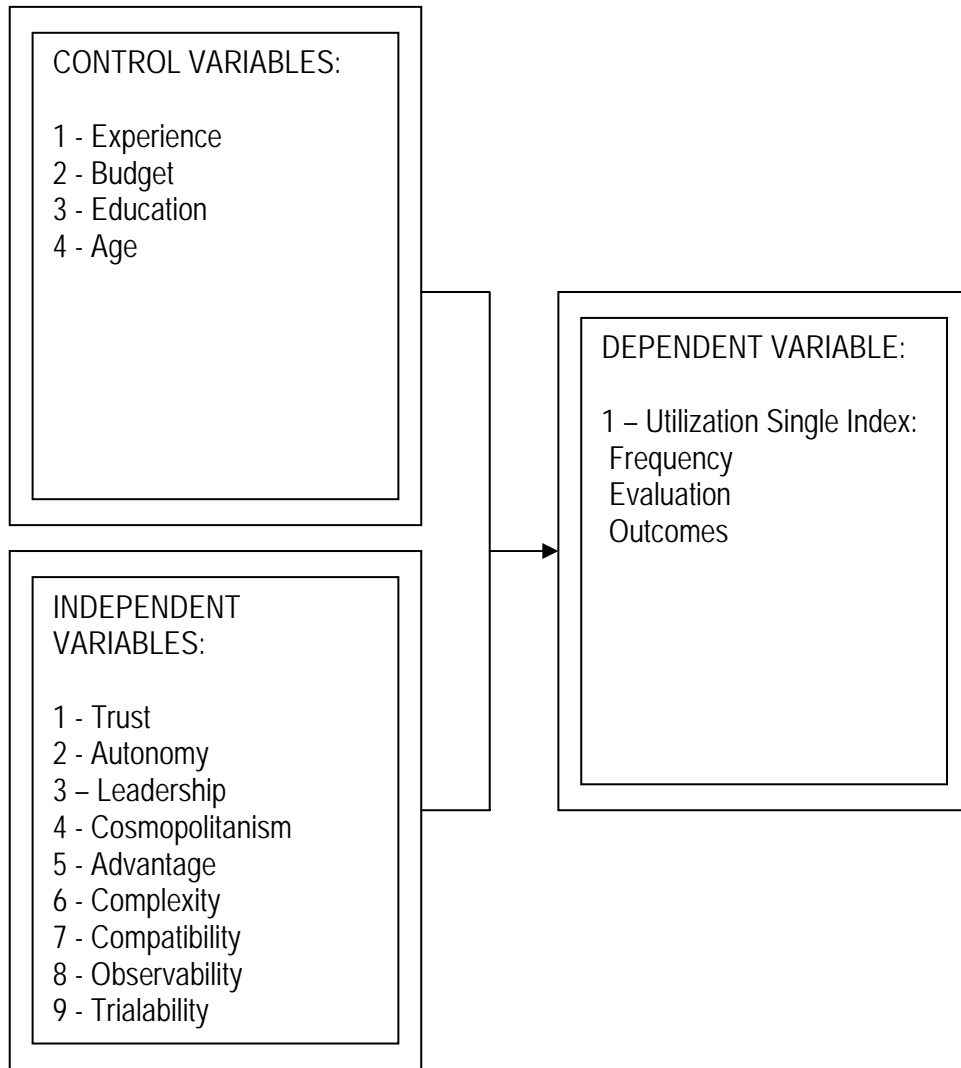 CONTROL VARIABLES:
1 - Experience
2 - Budget
3 - Education
4 - Age
DEPENDENT VARIABLE:
1 – Utilization Single Index:
Frequency
Evaluation
Outcomes
INDEPENDENT
VARIABLES:
1 - Trust
2 - Autonomy
3 – Leadership
4 - Cosmopolitanism
5 - Advantage
6 - Complexity
7 - Compatibility
8 - Observability
9 - Trialability